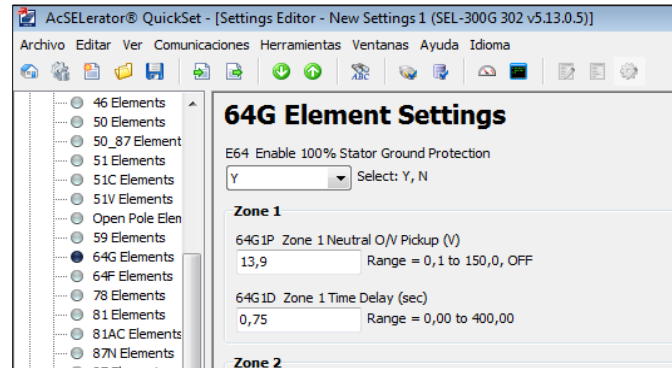 AcSELerator® QuickSet - [Settings Editor - New Settings 1 (SEL-300G 302 v5.13.0.5)]
Archivo Editar Ver Comunicaciones Herramientas Ventanas Ayuda Idioma
46 Elements
50 Elements
50_87 Element
51 Elements
51C Elements
51V Elements
Open Pole Elem
59 Elements
64G Elements
64F Elements
78 Elements
81 Elements
81AC Elements
87N Elements
64G Element Settings
E64 Enable 100% Stator Ground Protection
Y Select: Y, N
Zone 1
64G1P Zone 1 Neutral O/V Pickup (V)
13,9 Range = 0,1 to 150,0, OFF
64G1D Zone 1 Time Delay (sec)
0,75 Range = 0,00 to 400,00
Zone 2